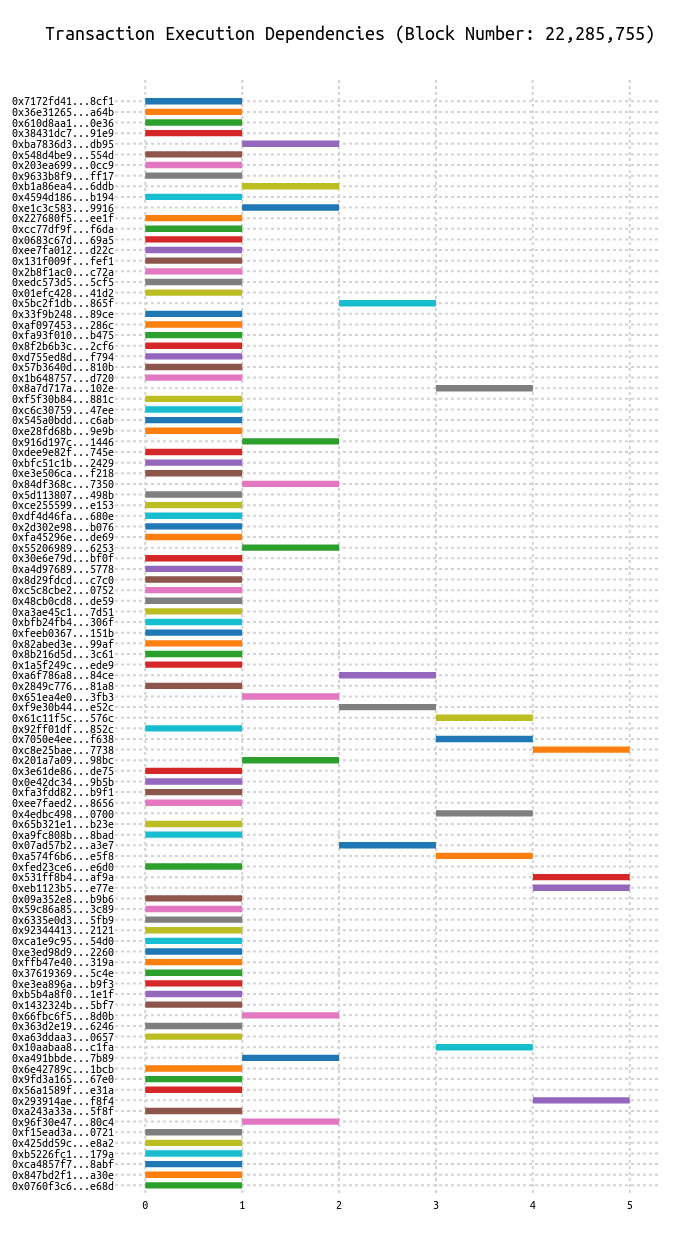 Transaction Execution Dependencies (Block Number: 22,285,755)
0x7172fd41...8cf1
0x36e31265...a64b
0x610d8aa1...0e36
0x38431dc7...91e9
0xba7836d3...db95
0x548d4be9...554d
0x203ea699...0cc9
0x9633b8f9...ff17
0xb1a86ea4...6ddb
0x4594d186...b194
0xe1c3c583...9916
0x227680f5...ee1f
0xcc77df9f...f6da
0x0683c67d...69a5
0xee7fa012...d22c
0x131f009f...fef1
0x2b8f1ac0...c72a
0xedc573d5...5cf5
0x01efc428...41d2
0x5bc2f1db...865f
0x33f9b248...89ce
0xaf097453...286c
0xfa93f010...b475
0x8f2b6b3c...2cf6
0xd755ed8d...f794
0x57b3640d...810b
0x1b648757...d720
0x8a7d717a...102e
0xf5f30b84...881c
0xc6c30759...47ee
0x545a0bdd...c6ab
0xe28fd68b...9e9b
0x916d197c...1446
0xdee9e82f...745e
0xbfc51c1b...2429
0xe3e506ca...f218
0x84df368c...7350
0x5d113807...498b
0xce255599...e153
0xdf4d46fa...680e
0x2d302e98...b076
0xfa45296e...de69
0x55206989...6253
0x30e6e79d...bf0f
0xa4d97689...5778
0x8d29fdcd...c7c0
0xc5c8cbe2...0752
0x48cb0cd8...de59
0xa3ae45c1...7d51
0xbfb24fb4...306f
0xfeeb0367...151b
0x82abed3e...99af
0x8b216d5d...3c61
0x1a5f249c...ede9
0xa6f786a8...84ce
0x2849c776...81a8
0x651ea4e0...3fb3
0xf9e30b44...e52c
0x61c11f5c...576c
0x92ff01df...852c
0x7050e4ee...f638
0xc8e25bae...7738
0x201a7a09...98bc
0x3e61de86...de75
0x0e42dc34...9b5b
0xfa3fdd82...b9f1
0xee7faed2...8656
0x4edbc498...0700
0x65b321e1...b23e
0xa9fc808b...8bad
0x07ad57b2...a3e7
0xa574f6b6...e5f8
0xfed23ce6...e6d0
0x531ff8b4...af9a
0xeb1123b5...e77e
0x09a352e8...b9b6
0x59c86a85...3c89
0x6335e0d3...5fb9
0x92344413...2121
0xca1e9c95...54d0
0xe3ed98d9...2260
0xffb47e40...319a
0x37619369...5c4e
0xe3ea896a...b9f3
0xb5b4a8f0...1e1f
0x1432324b...5bf7
0x66fbc6f5...8d0b
0x363d2e19...6246
0xa63ddaa3...0657
0x10aabaa8...c1fa
0xa491bbde...7b89
0x6e42789c...1bcb
0x9fd3a165...67e0
0x56a1589f...e31a
0x293914ae...f8f4
0xa243a33a...5f8f
0x96f30e47...80c4
0xf15ead3a...0721
0x425dd59c...e8a2
0xb5226fc1...179a
0xca4857f7...8abf
0x847bd2f1...a30e
0x0760f3c6...e68d
0 1 2 3 4 5